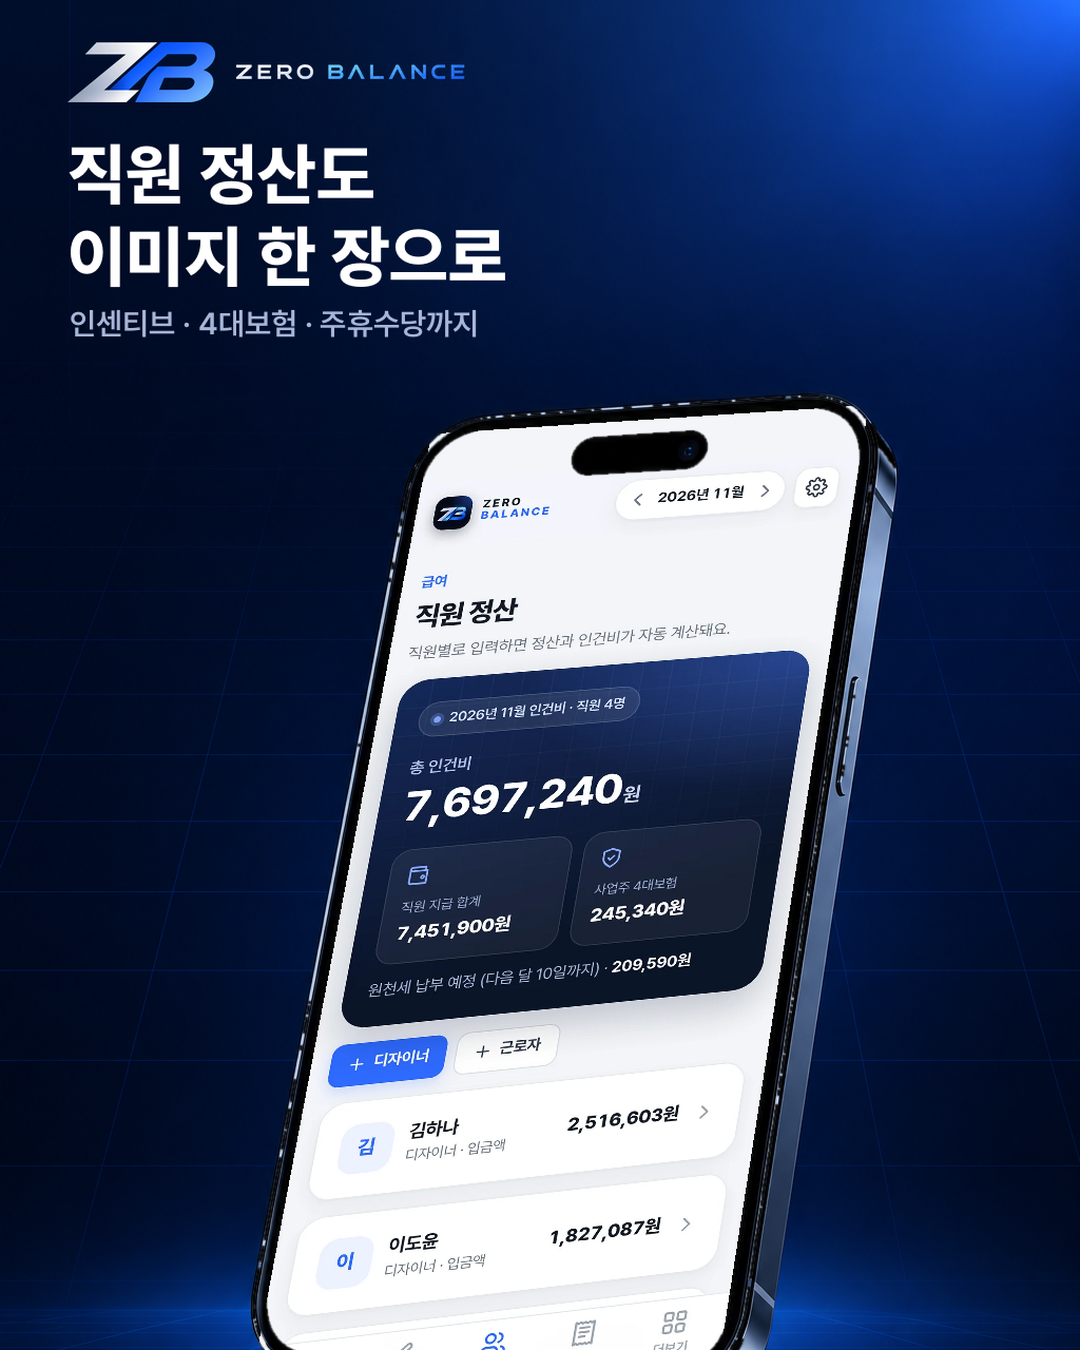 ZB ZERO BALANCE
직원 정산도
이미지 한 장으로
인센티브 · 4대보험 · 주휴수당까지
ZB ZERO BALANCE
2026년 11월
급여
직원 정산
직원별로 입력하면 정산과 인건비가 자동 계산돼요.
2026년 11월 인건비 · 직원 4명
총 인건비
7,697,240원
직원 지급 합계
7,451,900원
사업주 4대보험
245,340원
원천세 납부 예정 (다음 달 10일까지) · 209,590원
+ 디자이너
+ 근로자
김
김하나
디자이너 · 입금액
2,516,603원
이
이도윤
디자이너 · 입금액
1,827,087원
더보기